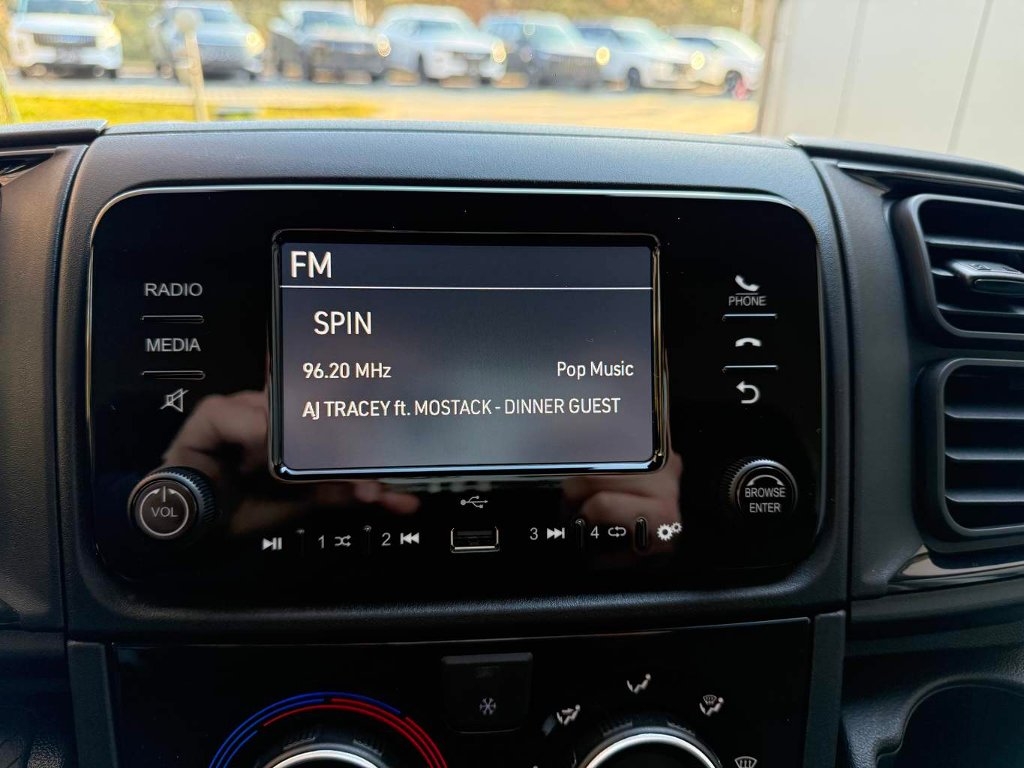 FM
SPIN
96.20 MHz
Pop Music
AJ TRACEY ft. MOSTACK - DINNER GUEST
RADIO
MEDIA
VOL
PHONE
BROWSE
ENTER
1
2
3
4